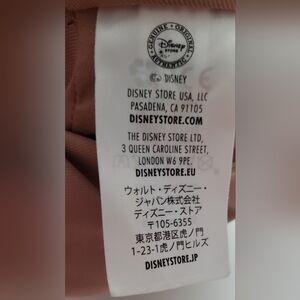 GENUINE • ORIGINAL
Disney
STORE
AUTHENTIC
© DISNEY
DISNEY STORE USA, LLC
PASADENA, CA 91105
DISNEYSTORE.COM
THE DISNEY STORE LTD,
3 QUEEN CAROLINE STREET,
LONDON W6 9PE.
DISNEYSTORE.EU
ウォルト・ディズニー・
ジャパン株式会社
ディズニー・ストア
〒105-6355
東京都港区虎ノ門
1-23-1虎ノ門ヒルズ
DISNEYSTORE.JP